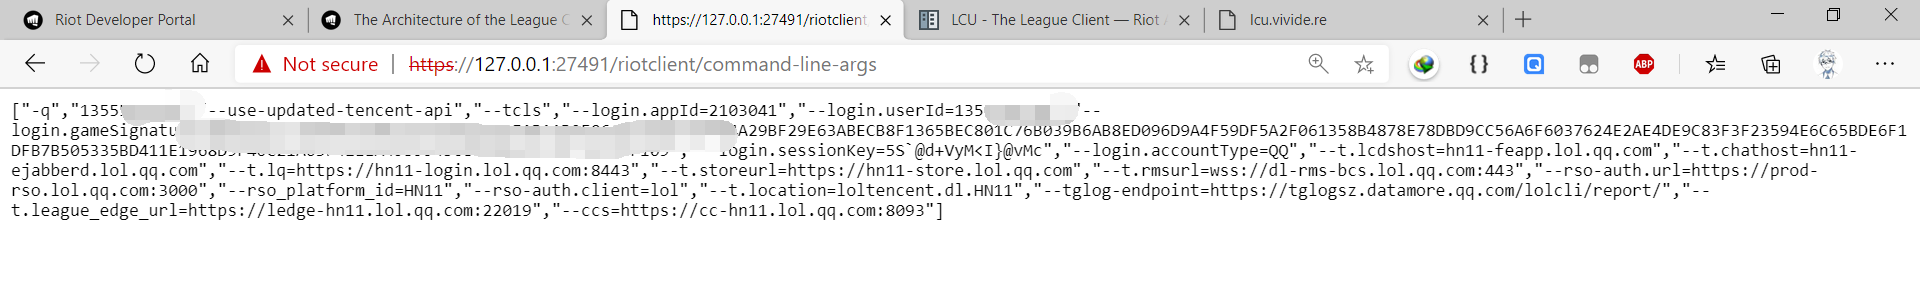 Riot Developer Portal
The Architecture of the League C
https://127.0.0.1:27491/riotclient
LCU - The League Client — Riot A
lcu.vivide.re
Not secure | https://127.0.0.1:27491/riotclient/command-line-args
ABP
["-q","1355 --use-updated-tencent-api","--tcls","--login.appId=2103041","--login.userId=135 "--
login.gameSignatu A29BF29E63ABECB8F1365BEC801C76B039B6AB8ED096D9A4F59DF5A2F061358B4878E78DBD9CC56A6F6037624E2AE4DE9C83F3F23594E6C65BDE6F1
DFB7B505335BD411E1968D9F login.sessionKey=5S`@d+VyM<I}@vMc","--login.accountType=QQ","--t.lcdshost=hn11-feapp.lol.qq.com","--t.chathost=hn11-
ejabberd.lol.qq.com","--t.lq=https://hn11-login.lol.qq.com:8443","--t.storeurl=https://hn11-store.lol.qq.com","--t.rmsurl=wss://dl-rms-bcs.lol.qq.com:443","--rso-auth.url=https://prod-
rso.lol.qq.com:3000","--rso_platform_id=HN11","--rso-auth.client=lol","--t.location=loltencent.dl.HN11","--tglog-endpoint=https://tglogsz.datamore.qq.com/lolcli/report/","--
t.league_edge_url=https://ledge-hn11.lol.qq.com:22019","--ccs=https://cc-hn11.lol.qq.com:8093"]